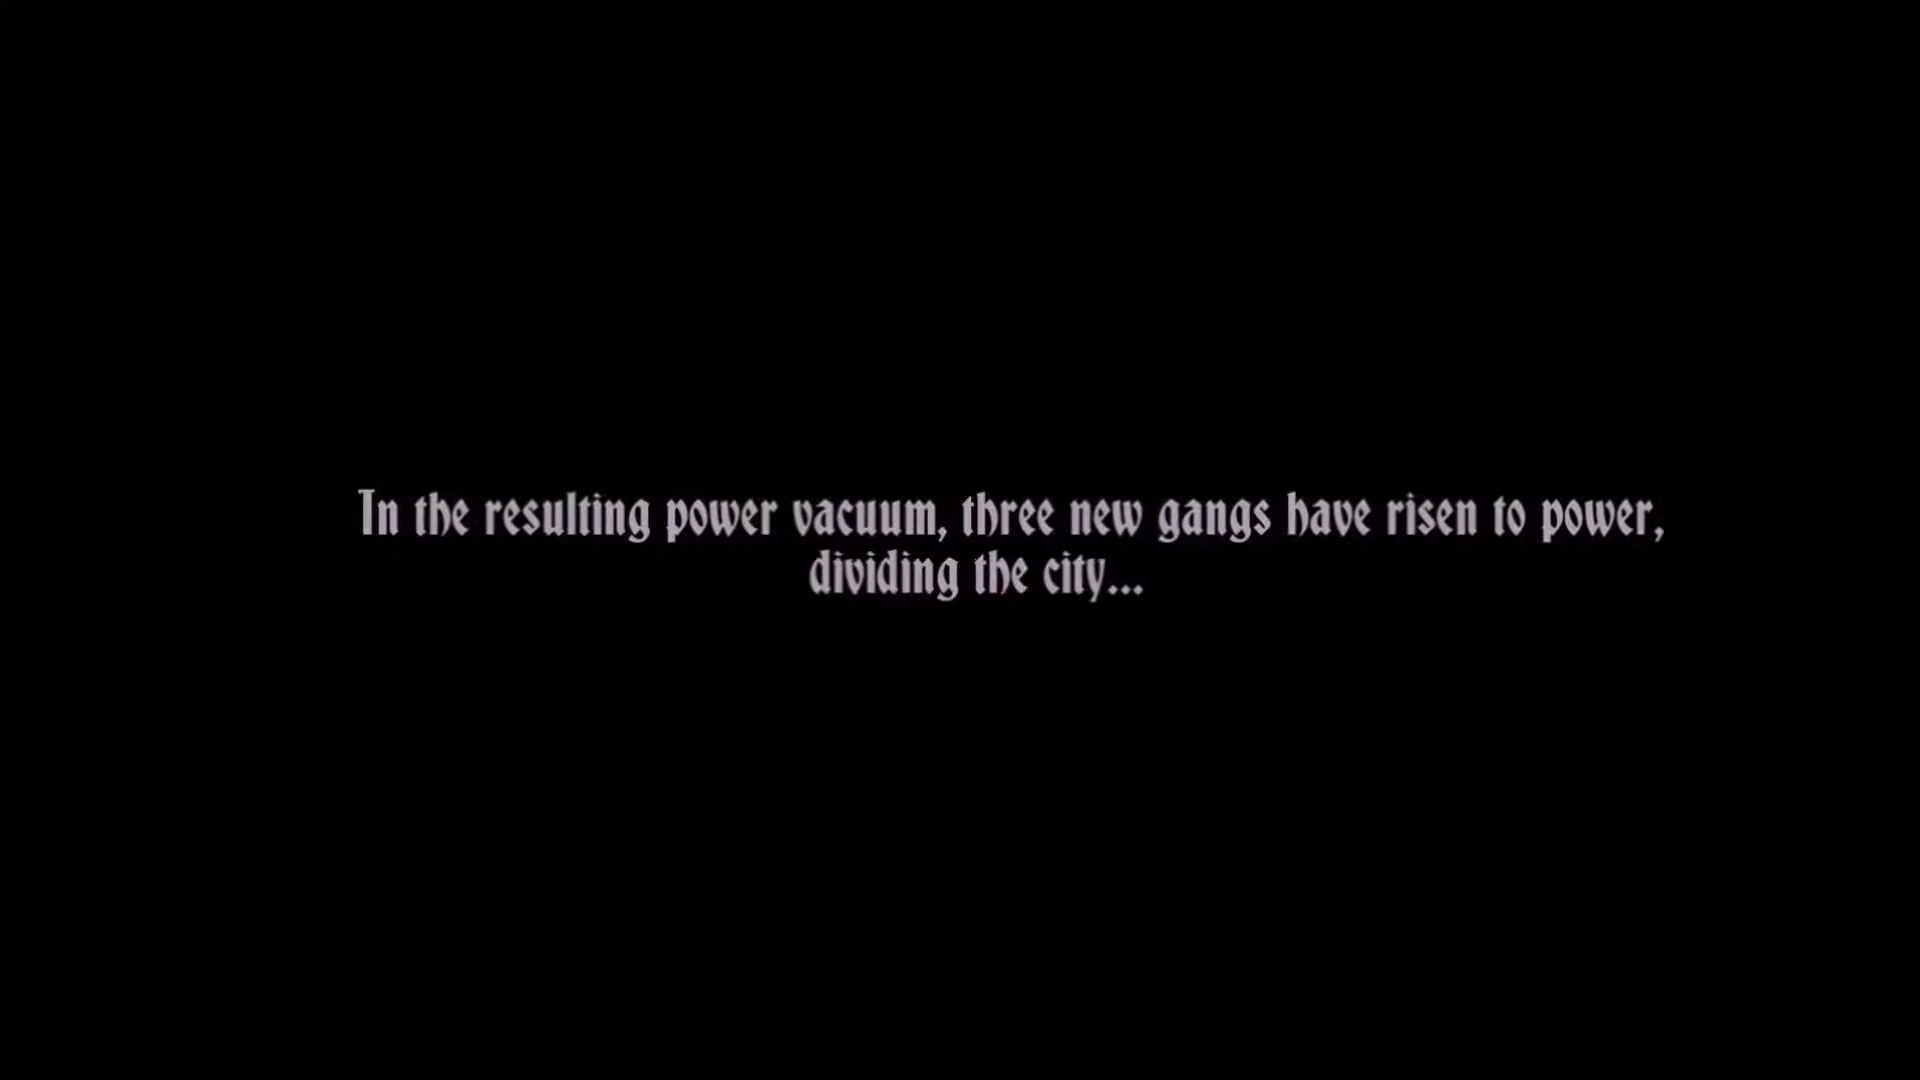 In the resulting power vacuum, three new gangs have risen to power,
dividing the city...